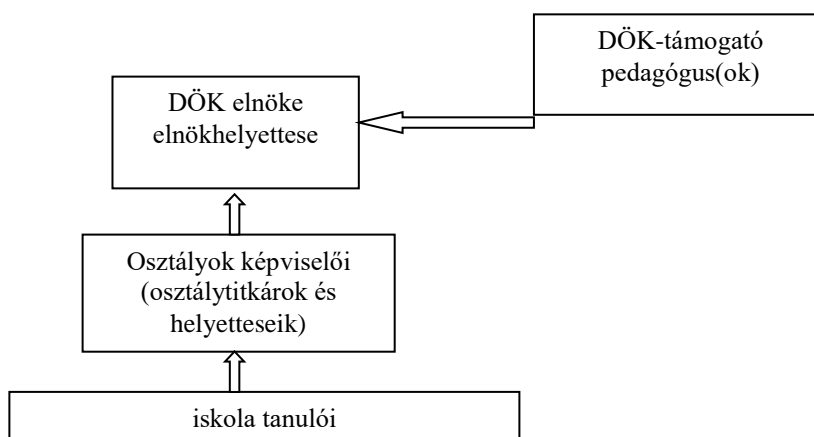 DÖK-támogató
pedagógus(ok)
DÖK elnöke
elnökhelyettese
Osztályok képviselői
(osztálytitkárok és
helyetteseik)
iskola tanulói